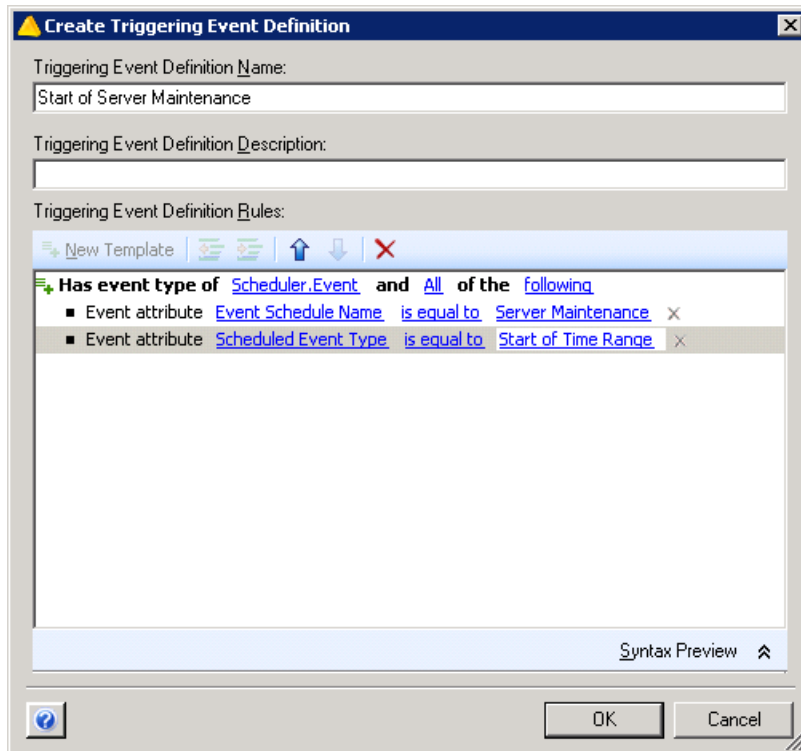 Create Triggering Event Definition
Triggering Event Definition Name:
Start of Server Maintenance
Triggering Event Definition Description:
Triggering Event Definition Rules:
New Template
Has event type of Scheduler.Event and All of the following
Event attribute Event Schedule Name is equal to Server Maintenance
Event attribute Scheduled Event Type is equal to Start of Time Range
Syntax Preview
OK Cancel